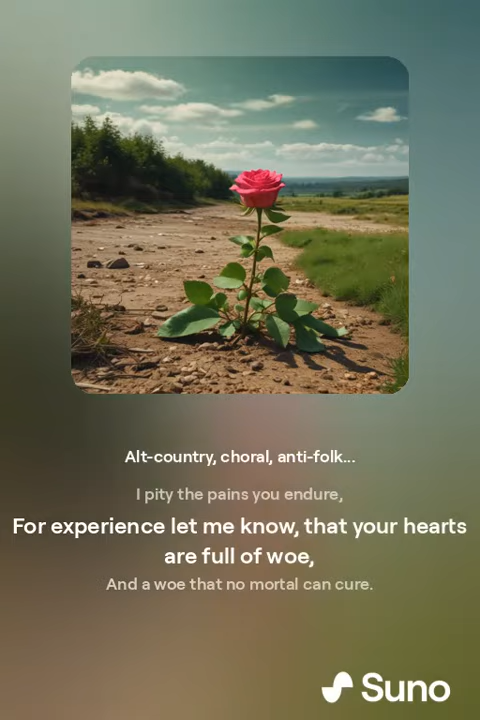 Alt-country, choral, anti-folk...
I pity the pains you endure,
For experience let me know, that your hearts
are full of woe,
And a woe that no mortal can cure.
Suno